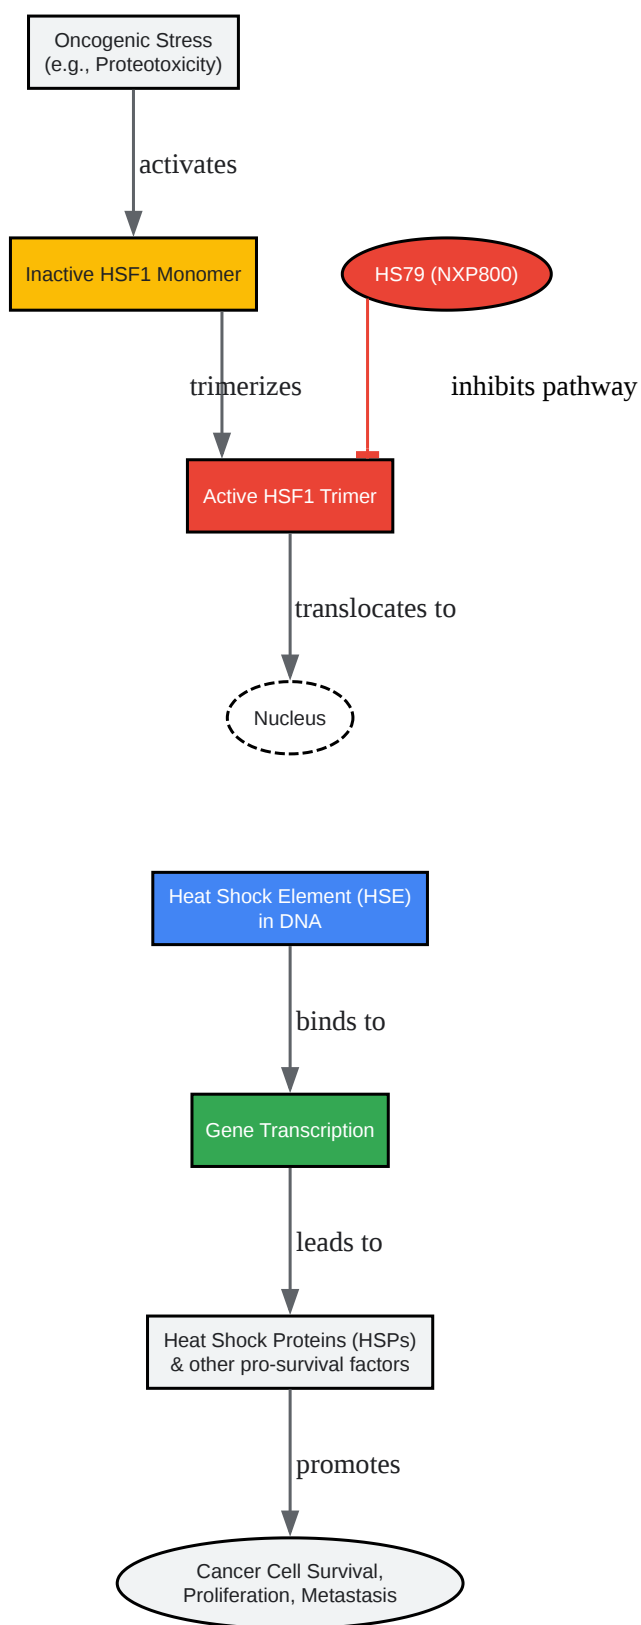 Oncogenic Stress
(e.g., Proteotoxicity)
activates
Inactive HSF1 Monomer
HS79 (NXP800)
trimerizes
inhibits pathway
Active HSF1 Trimer
translocates to
Nucleus
Heat Shock Element (HSE)
in DNA
binds to
Gene Transcription
leads to
Heat Shock Proteins (HSPs)
& other pro-survival factors
promotes
Cancer Cell Survival,
Proliferation, Metastasis